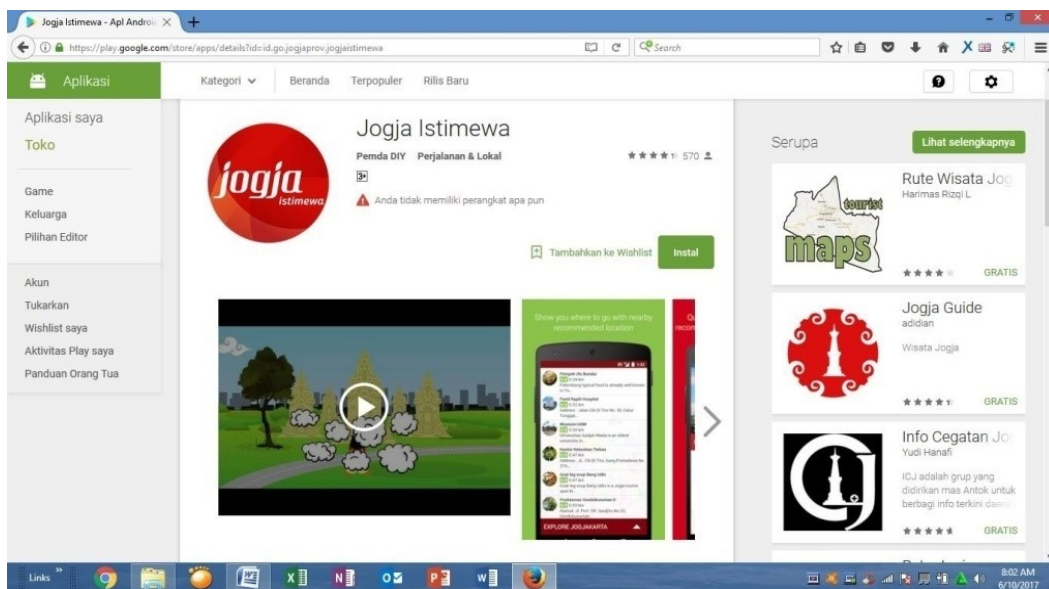 Jogja Istimewa - Apl Androi
https://play.google.com/store/apps/details?id=id.go.jogjaprov.jogjaistimewa
Search
Aplikasi
Kategori
Beranda
Terpopuler
Rilis Baru
Aplikasi saya
Toko
Game
Keluarga
Pilihan Editor
Akun
Tukarkan
Wishlist saya
Aktivitas Play saya
Panduan Orang Tua
jogja
istimewa
Jogja Istimewa
Pemda DIY Perjalanan & Lokal
570
3+
Anda tidak memiliki perangkat apa pun
Tambahkan ke Wishlist
Instal
Show you where to go with nearby
recommended location
EXPLORE JOGJAKARTA
Serupa
Lihat selengkapnya
tourist
maps
Rute Wisata Jog
Harimas Rizqi L
GRATIS
Jogja Guide
adidian
Wisata Jogja
GRATIS
Info Cegatan Jo
Yudi Hanafi
ICJ adalah grup yang
didirikan mas Antok untuk
berbagi info terkini
GRATIS
Links
8:02 AM
6/10/2017